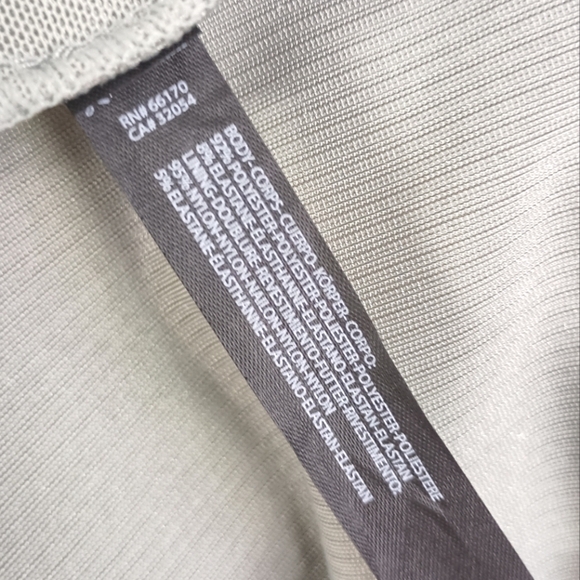 RN# 66170
CA# 32054
BODY-CORPS-CUERPO-KÖRPER-CORPO:
92% POLYESTER-POLYESTER-POLIESTER-POLYESTER-POLIESTERE
8% ELASTANE-ÉLASTHANNE-ELASTANO-ELASTAN-ELASTAN
LINING-DOUBLURE-REVESTIMIENTO-FUTTER-RIVESTIMENTO:
95% NYLON-NYLON-NAILON-NYLON-NYLON
5% ELASTANE-ÉLASTHANNE-ELASTANO-ELASTAN-ELASTAN